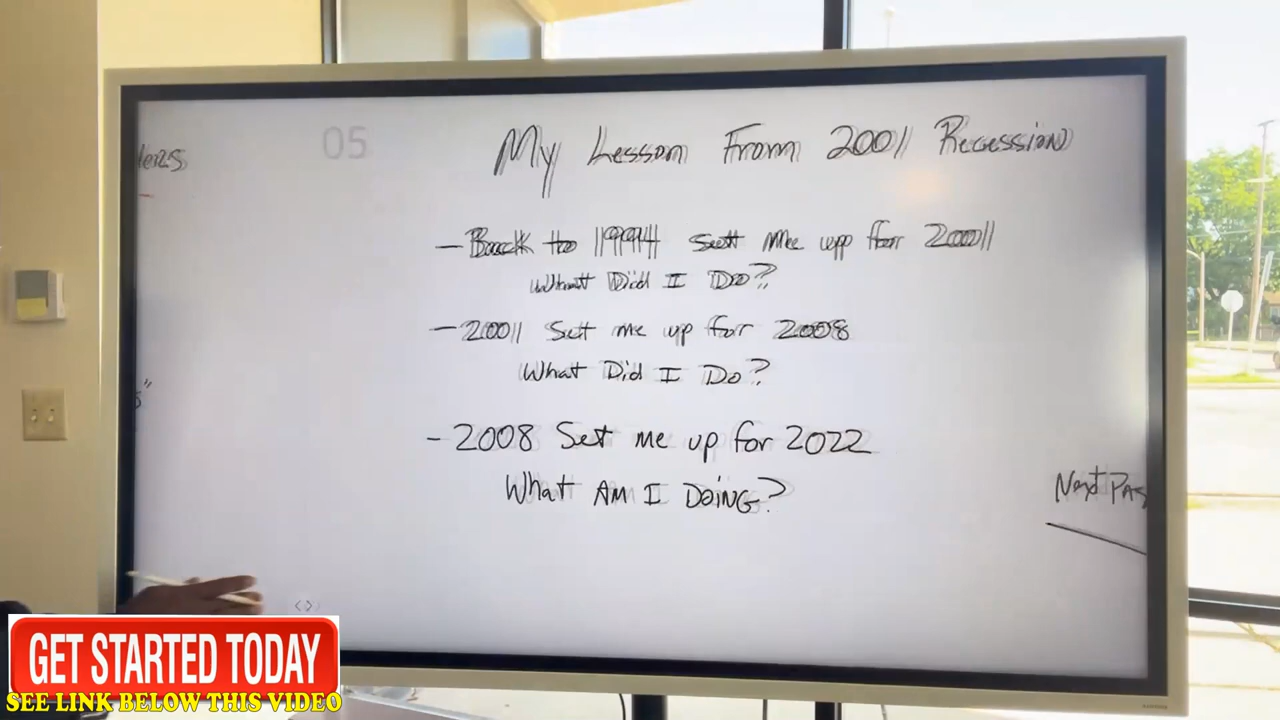 05
My Lesson From 2001 Recession
- Back to 1994 Set Me up for 2001
What Did I Do?
- 2001 Set me up for 2008
What Did I Do?
- 2008 Set me up for 2022
What Am I DOING?
Next
GET STARTED TODAY
SEE LINK BELOW THIS VIDEO